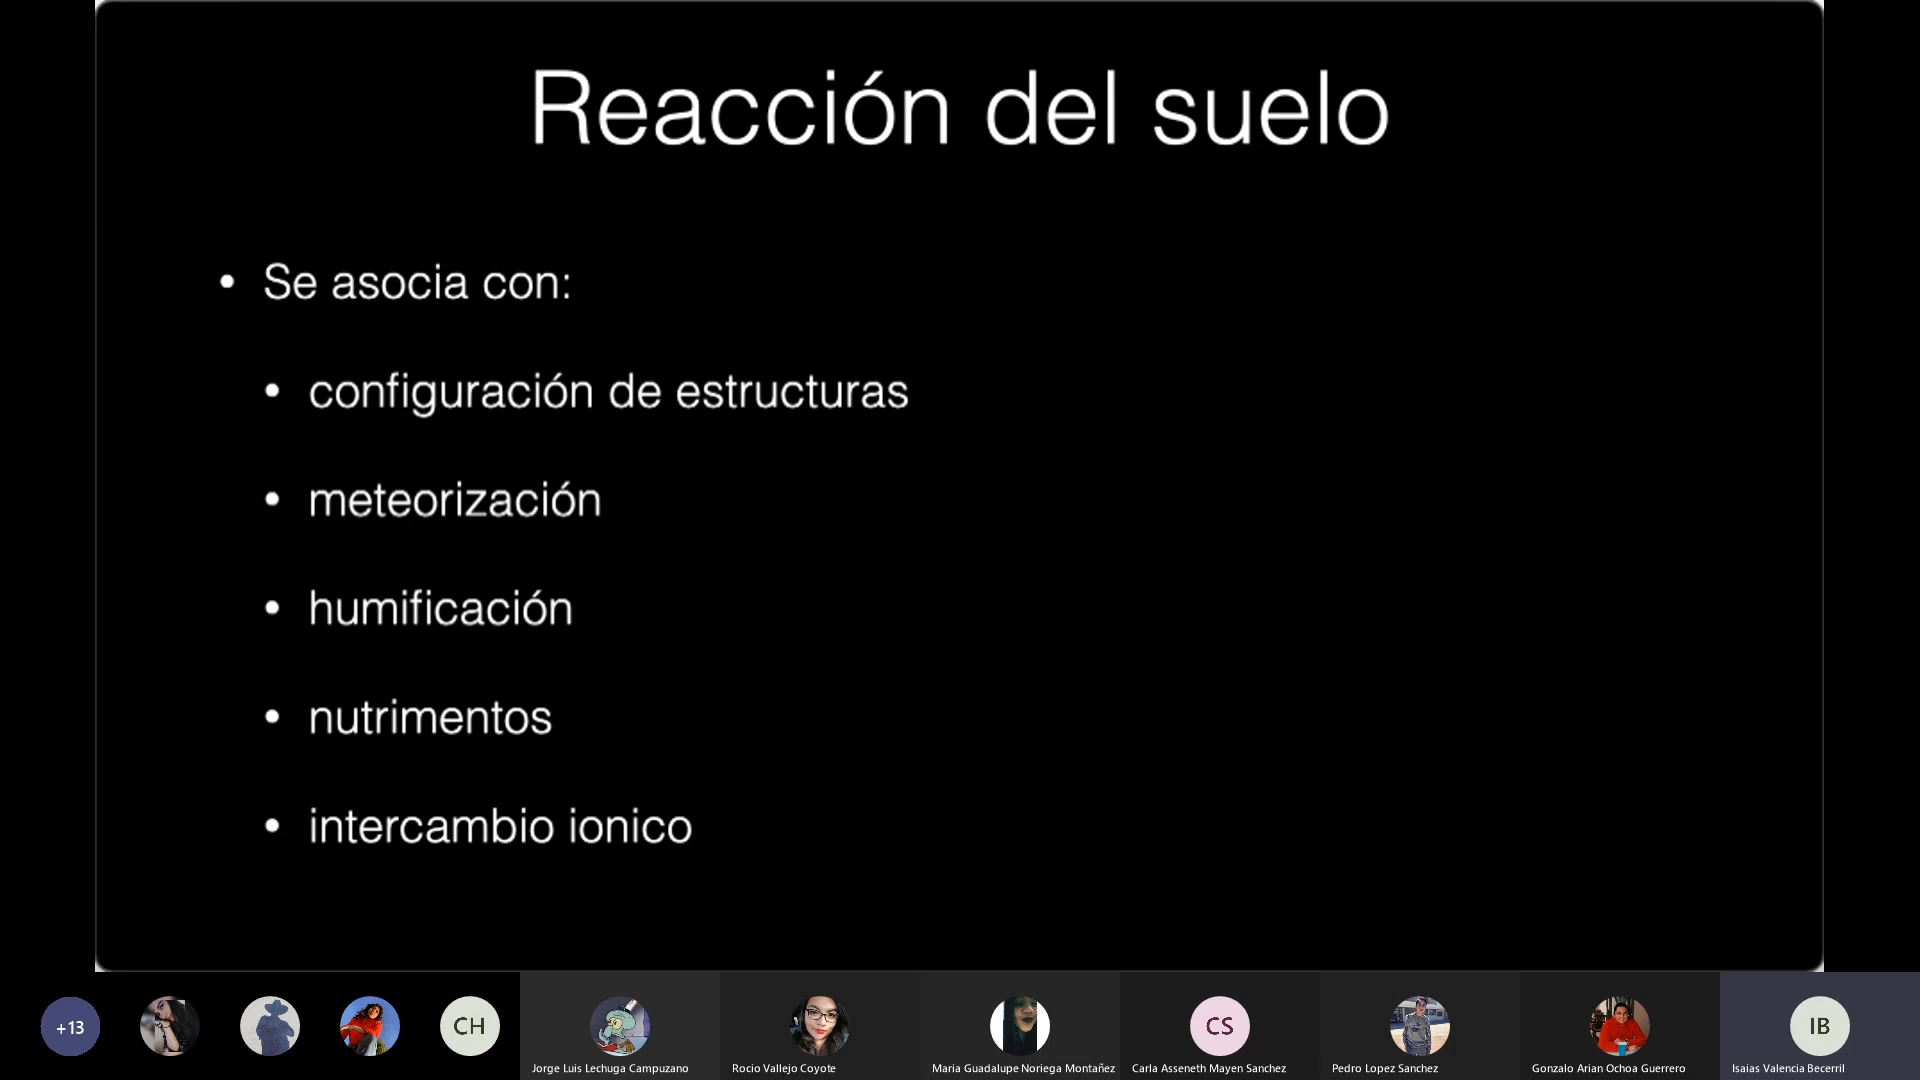 Reacción del suelo
• Se asocia con:
• configuración de estructuras
• meteorización
• humificación
• nutrimentos
• intercambio ionico
+13
CH
CS
IB
Jorge Luis Lechuga Campuzano
Rocio Vallejo Coyote
Maria Guadalupe Noriega Montañez
Carla Asseneth Mayen Sanchez
Pedro Lopez Sanchez
Gonzalo Arian Ochoa Guerrero
Isaias Valencia Becerril